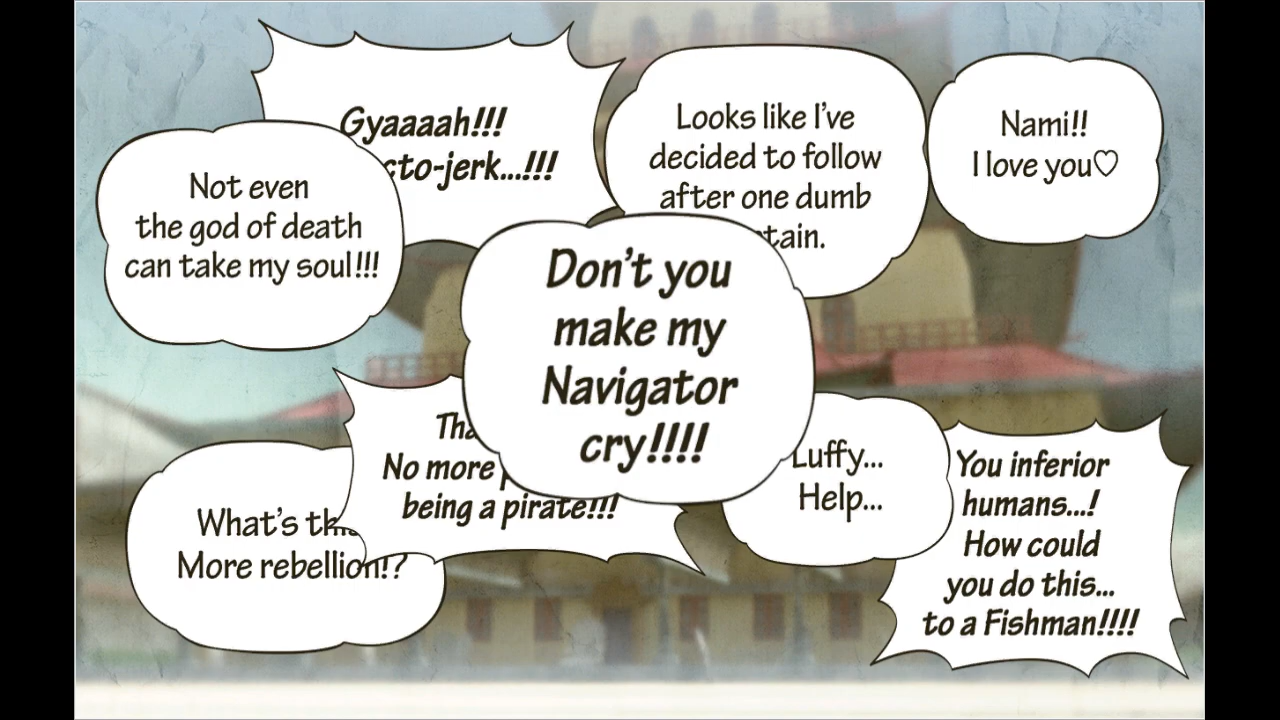 Gyaaaah!!!
cto-jerk...!!!
Looks like I've
decided to follow
after one dumb
tain.
Nami!!
I love you♡
Not even
the god of death
can take my soul!!!
Don't you
make my
Navigator
cry!!!!
No more
being a pirate!!!
Luffy...
Help...
What's
More rebellion!?
You inferior
humans...!
How could
you do this...
to a Fishman!!!!